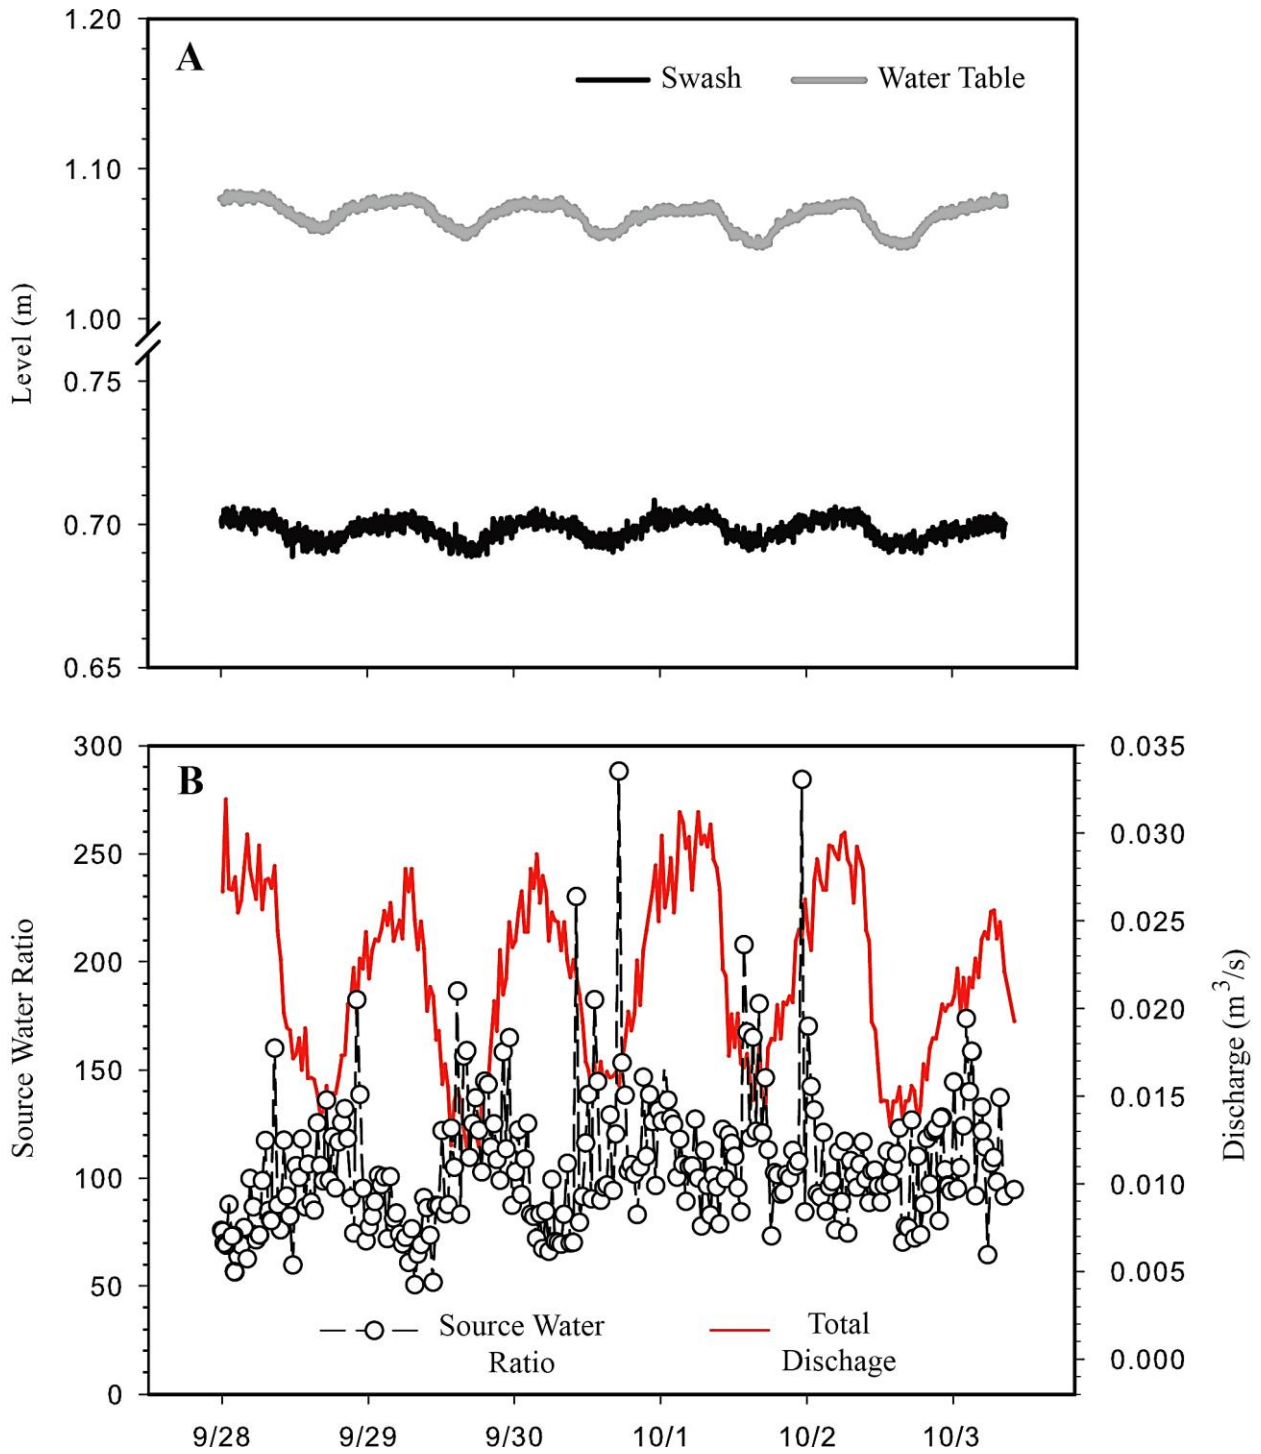 1.20
A
Swash
Water Table
1.10
1.00
Level (m)
0.75
0.70
0.65
300
0.035
B
0.030
250
0.025
200
Source Water Ratio
Discharge (m³/s)
0.020
150
0.015
100
0.010
50
0.005
Source Water
Ratio
Total
Dischage
0.000
0
9/28
9/29
9/30
10/1
10/2
10/3